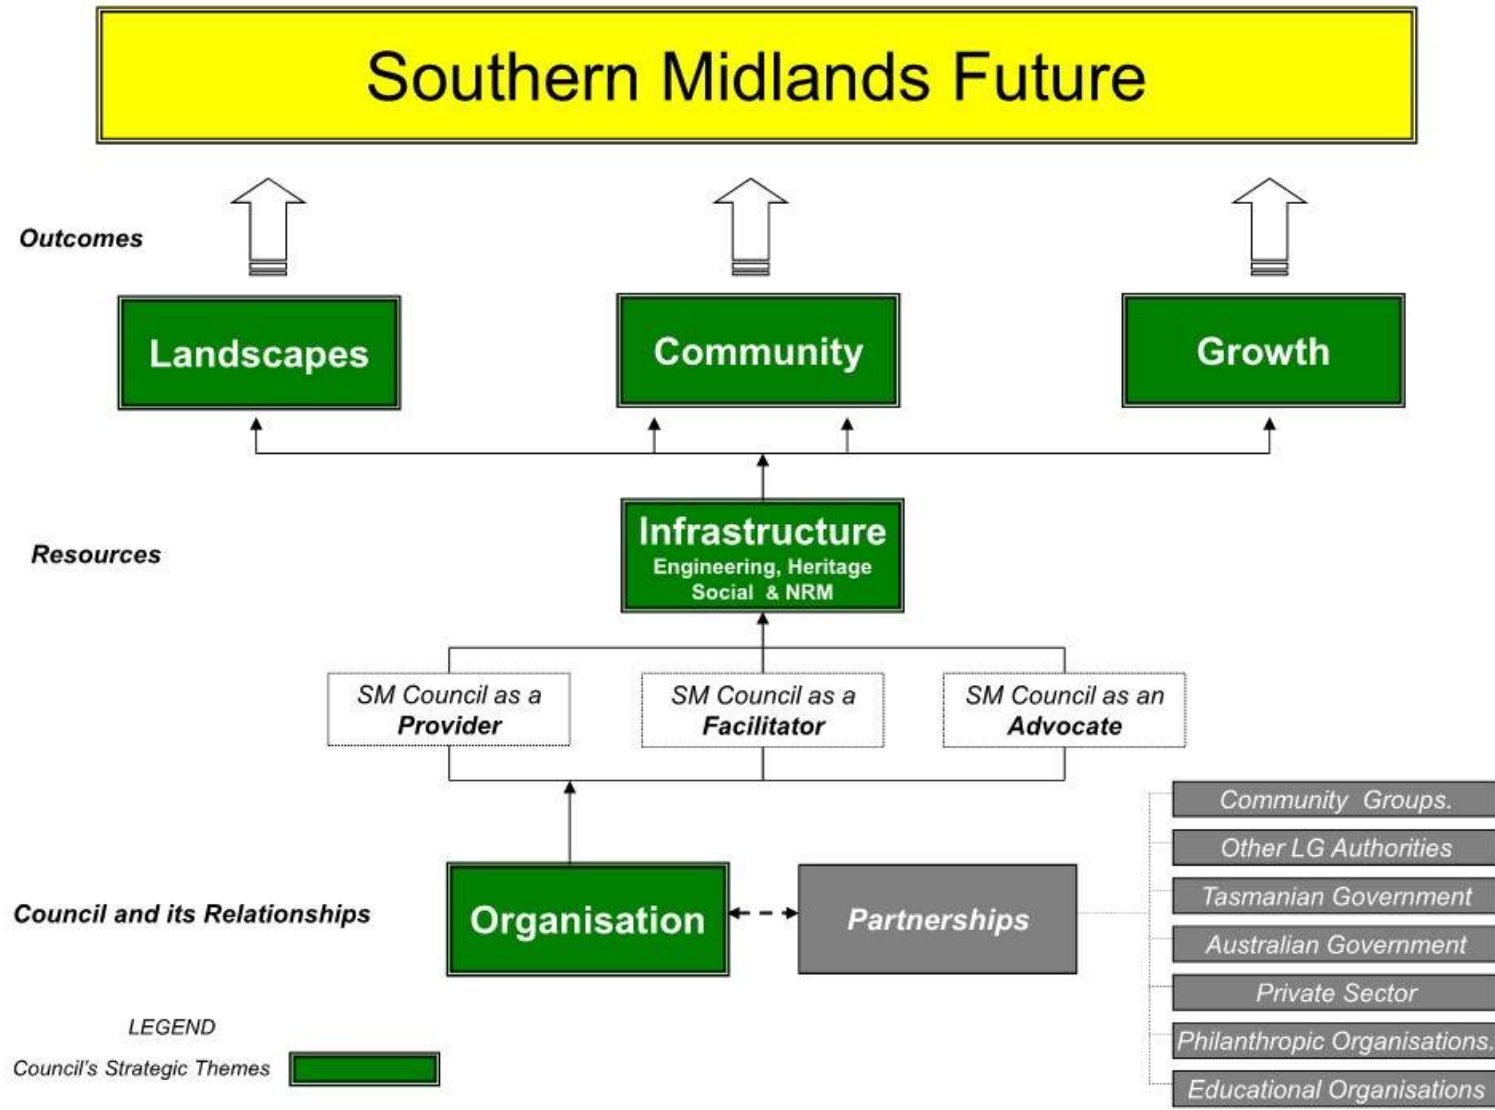 Southern Midlands Future
Outcomes
Landscapes
Community
Growth
Resources
Infrastructure
Engineering, Heritage
Social & NRM
SM Council as a
Provider
SM Council as a
Facilitator
SM Council as an
Advocate
Council and its Relationships
Organisation
Partnerships
Community Groups.
Other LG Authorities
Tasmanian Government
Australian Government
Private Sector
Philanthropic Organisations.
Educational Organisations
LEGEND
Council's Strategic Themes